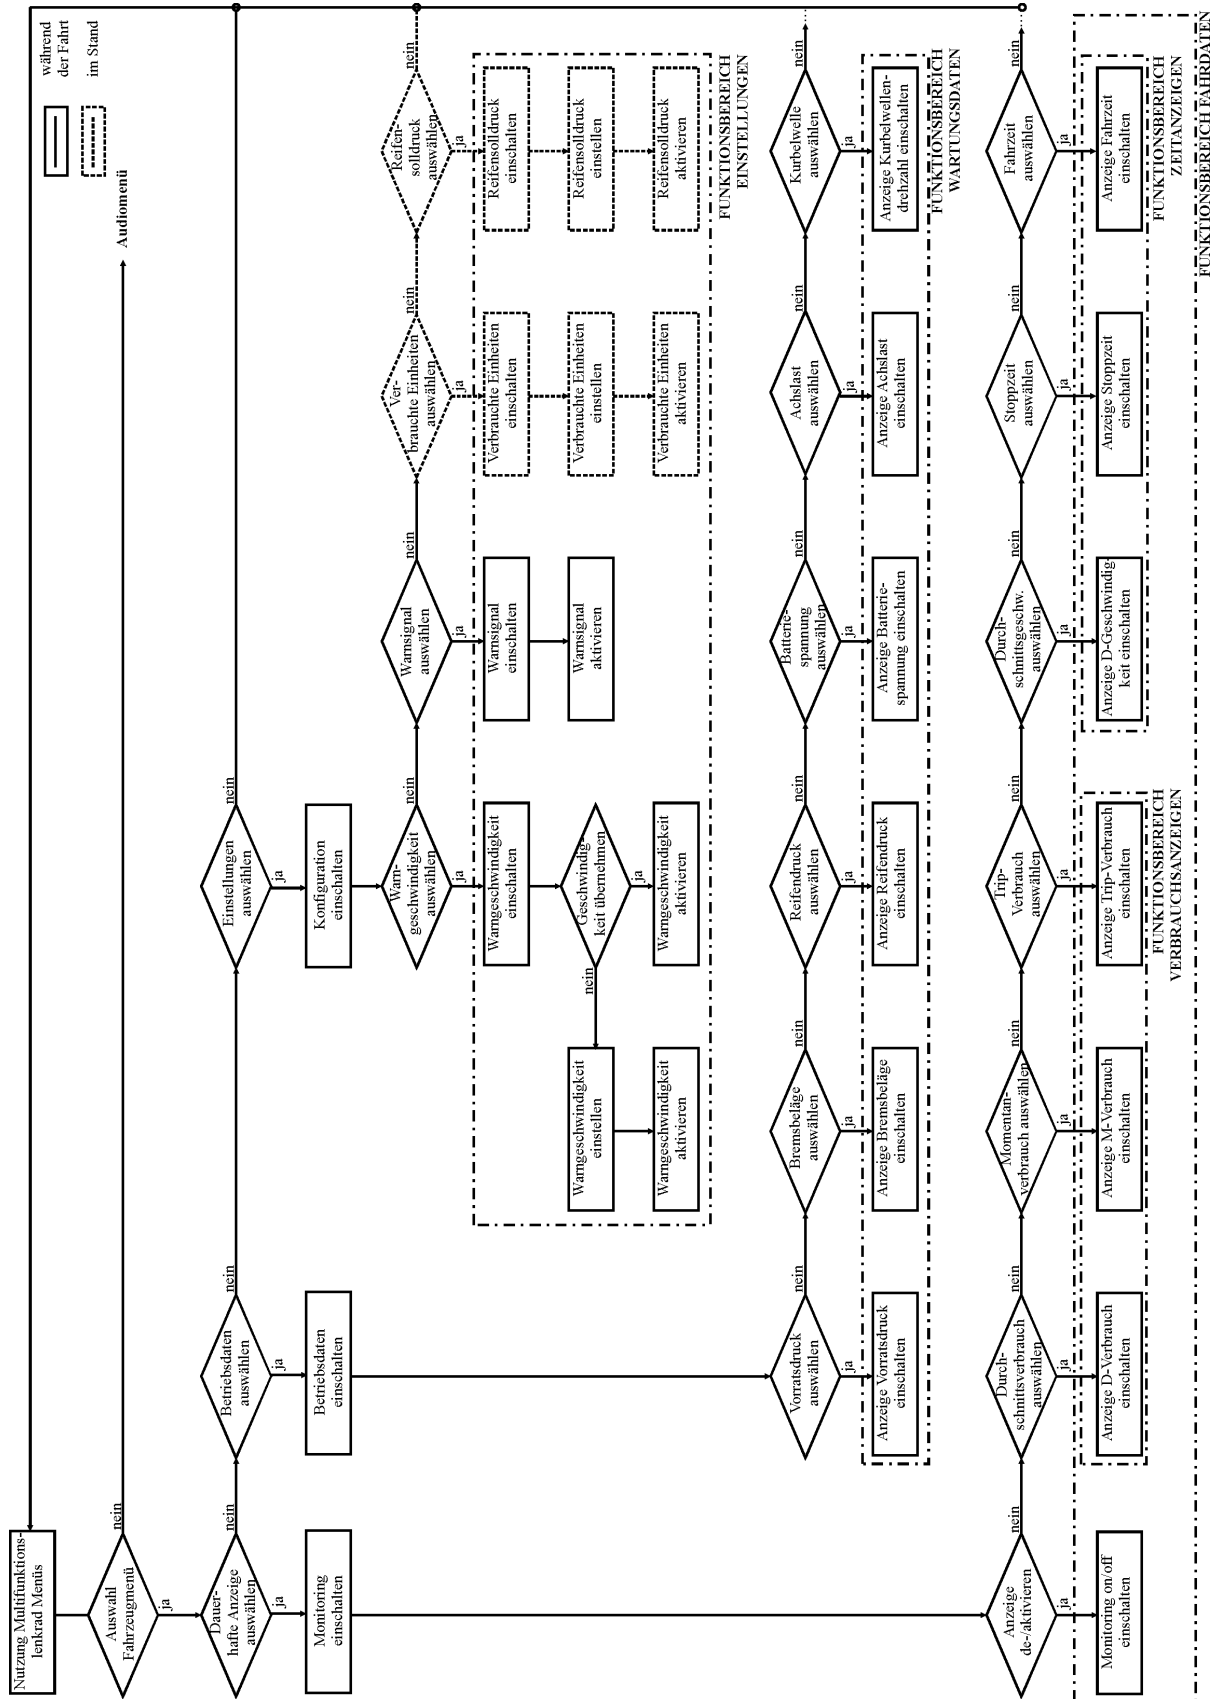 Nutzung Multifunktions-
lenkrad Menüs
während
der Fahrt
im Stand
Auswahl
Fahrzeugmenü
nein
ja
Audiomenü
Dauer-
hafte Anzeige
auswählen
nein
ja
Betriebsdaten
auswählen
nein
ja
Einstellungen
auswählen
nein
ja
Monitoring
einschalten
Betriebsdaten
einschalten
Konfiguration
einschalten
Warn-
geschwindigkeit
auswählen
nein
ja
Warnsignal
auswählen
nein
ja
Ver-
brauchte Einheiten
auswählen
nein
ja
Reifen-
solldruck
auswählen
nein
ja
Warngeschwindigkeit
einschalten
Warnsignal
einschalten
Verbrauchte Einheiten
einschalten
Reifensolldruck
einschalten
Geschwindig-
keit übernehmen
nein
ja
Warngeschwindigkeit
einstellen
Warnsignal
aktivieren
Verbrauchte Einheiten
einstellen
Reifensolldruck
einstellen
Warngeschwindigkeit
aktivieren
Warngeschwindigkeit
aktivieren
Verbrauchte Einheiten
aktivieren
Reifensoldruck
aktivieren
FUNKTIONSBEREICH
EINSTELLUNGEN
Vorratsdruck
auswählen
nein
ja
Bremsbeläge
auswählen
nein
ja
Reifendruck
auswählen
nein
ja
Batterie-
spannung
auswählen
nein
ja
Achslast
auswählen
nein
ja
Kurbelwelle
auswählen
nein
ja
Anzeige Vorratsdruck
einschalten
Anzeige Bremsbeläge
einschalten
Anzeige Reifendruck
einschalten
Anzeige Batterie-
spannung einschalten
Anzeige Achslast
einschalten
Anzeige Kurbelwellen-
drehzahl einschalten
FUNKTIONSBEREICH
WARTUNGSDATEN
Anzeige
de-/aktivieren
nein
ja
Durch-
schnittsverbrauch
auswählen
nein
ja
Momentan-
verbrauch auswählen
nein
ja
Trip-
Verbrauch
auswählen
nein
ja
Durch-
schnittsgeschw.
auswählen
nein
ja
Stoppzeit
auswählen
nein
ja
Fahrzeit
auswählen
nein
ja
Monitoring on/off
einschalten
Anzeige D-Verbrauch
einschalten
Anzeige M-Verbrauch
einschalten
Anzeige Trip-Verbrauch
einschalten
Anzeige D-Geschwindig-
keit einschalten
Anzeige Stoppzeit
einschalten
Anzeige Fahrzeit
einschalten
FUNKTIONSBEREICH
VERBRAUCHSANZEIGEN
FUNKTIONSBEREICH
ZEITANZEIGEN
FUNKTIONSBEREICH FAHRDATEN